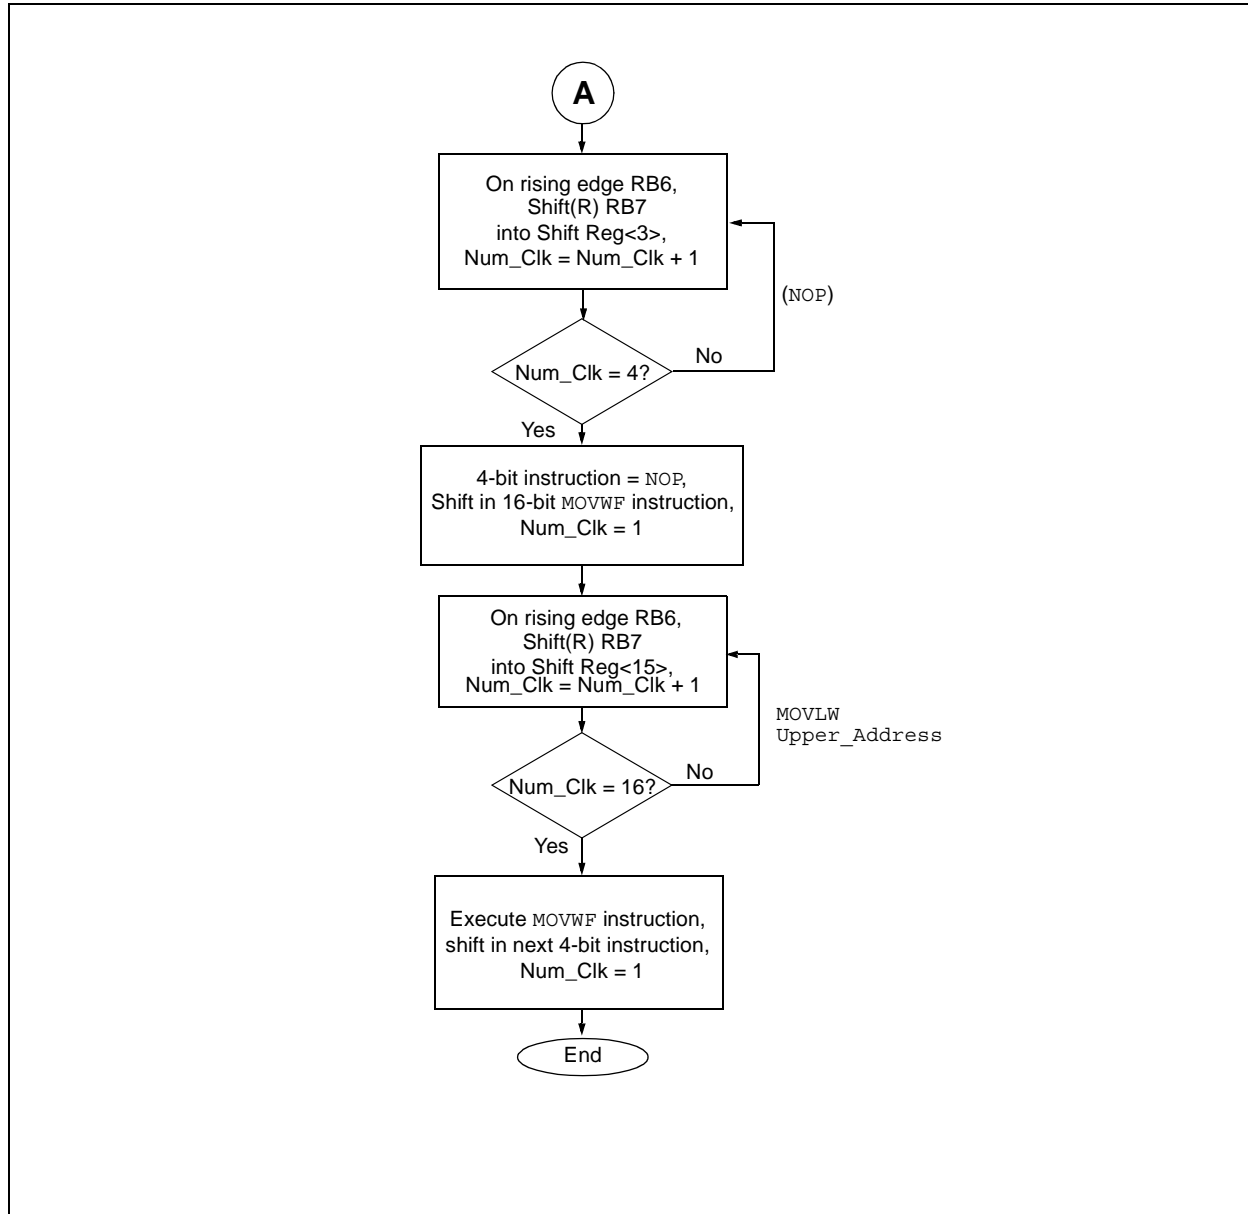 A
On rising edge RB6,
Shift(R) RB7
into Shift Reg<3>,
Num_Clk = Num_Clk + 1
(NOP)
Num_Clk = 4?
No
Yes
4-bit instruction = NOP,
Shift in 16-bit MOVWF instruction,
Num_Clk = 1
On rising edge RB6,
Shift(R) RB7
into Shift Reg<15>,
Num_Clk = Num_Clk + 1
MOVLW
Upper_Address
Num_Clk = 16?
No
Yes
Execute MOVWF instruction,
shift in next 4-bit instruction,
Num_Clk = 1
End